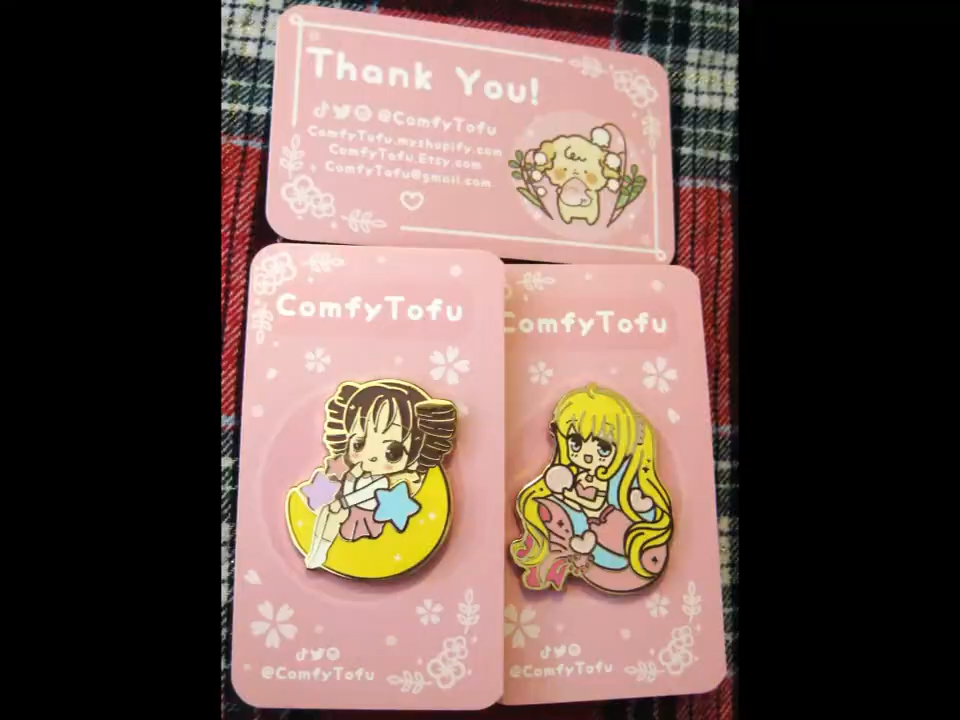 Thank You!
@ComfyTofu
ComfyTofu.myshopify.com
ComfyTofu.Etsy.com
ComfyTofu@gmail.com
ComfyTofu
ComfyTofu
@ComfyTofu
@ComfyTofu